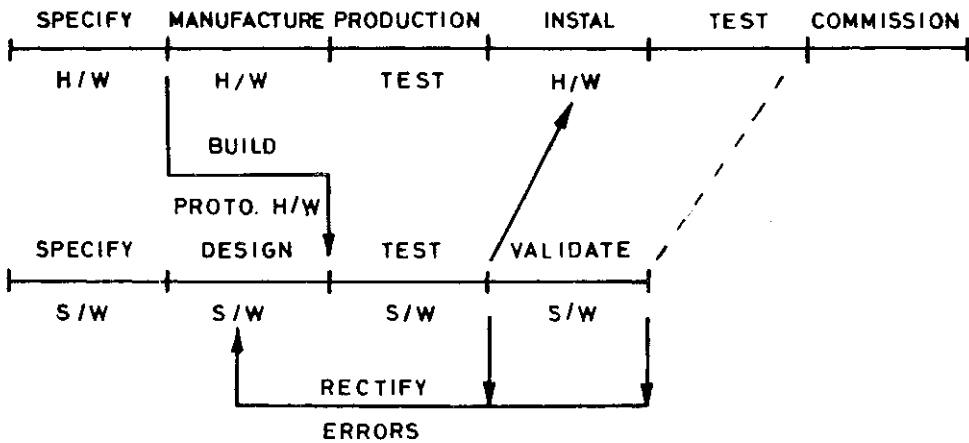 SPECIFY MANUFACTURE PRODUCTION INSTAL TEST COMMISSION
H/W H/W TEST H/W
BUILD
PROTO. H/W
SPECIFY DESIGN TEST VALIDATE
S/W S/W S/W S/W
RECTIFY
ERRORS